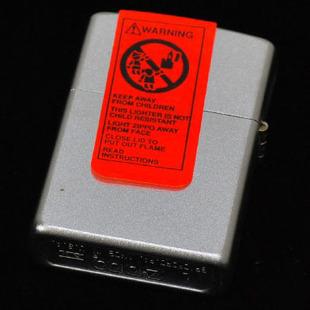 WARNING
KEEP AWAY
FROM CHILDREN
THIS LIGHTER IS NOT
CHILD RESISTANT
LIGHT ZIPPO AWAY
FROM FACE
CLOSE LID TO
PUT OUT FLAME
READ
INSTRUCTIONS